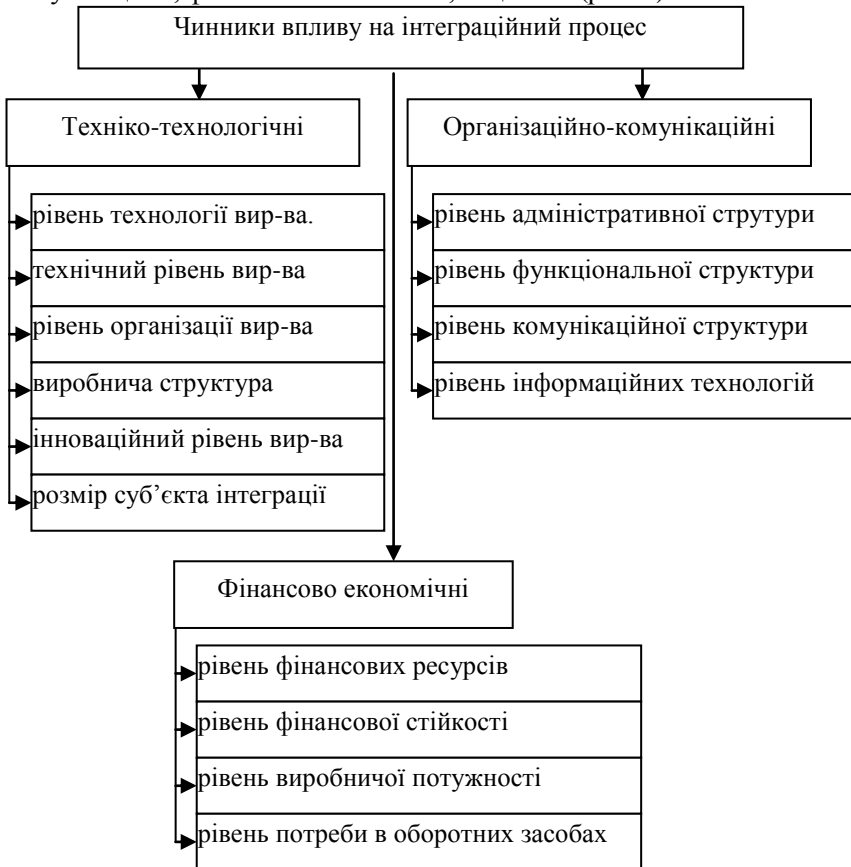 Чинники впливу на інтеграційний процес
Техніко-технологічні
рівень технології вир-ва.
технічний рівень вир-ва
рівень організації вир-ва
виробнича структура
інноваційний рівень вир-ва
розмір суб’єкта інтеграції
Організаційно-комунікаційні
рівень адміністративної струтури
рівень функціональної структури
рівень комунікаційної структури
рівень інформаційних технологій
Фінансово економічні
рівень фінансових ресурсів
рівень фінансової стійкості
рівень виробничої потужності
рівень потреби в оборотних засобах